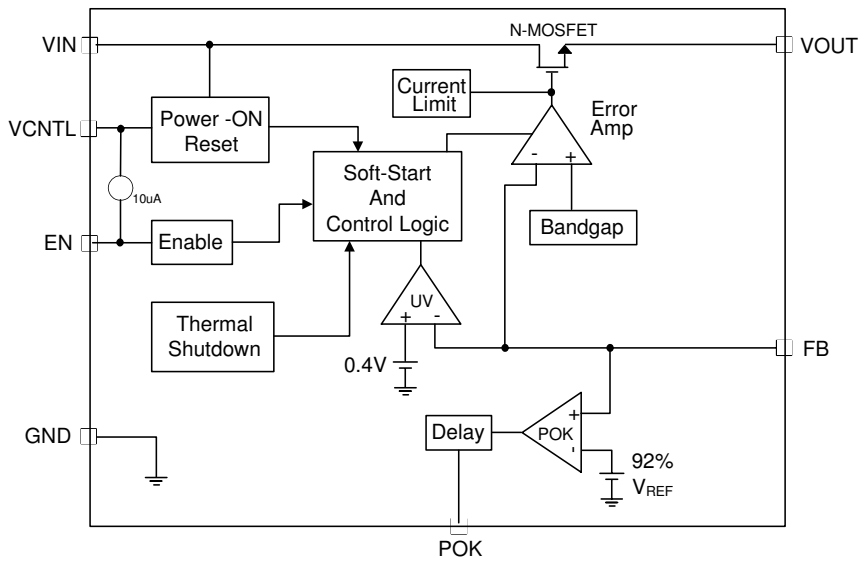 N-MOSFET
VIN
VOUT
Current
Limit
Error
Amp
VCNTL
Power -ON
Reset
- +
Soft-Start
And
Control Logic
10uA
EN
Enable
Bandgap
UV
+ -
Thermal
Shutdown
0.4V
FB
GND
Delay
POK
+
-
92%
VREF
POK